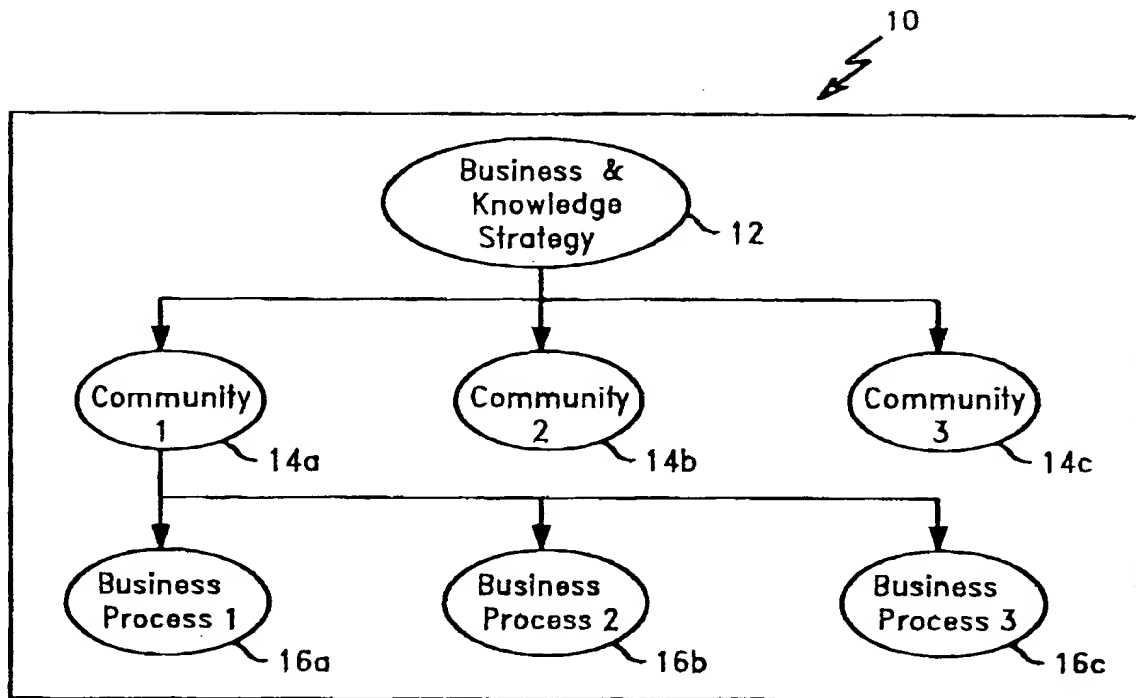 10
Business &
Knowledge
Strategy
12
Community
1
14a
Community
2
14b
Community
3
14c
Business
Process 1
16a
Business
Process 2
16b
Business
Process 3
16c